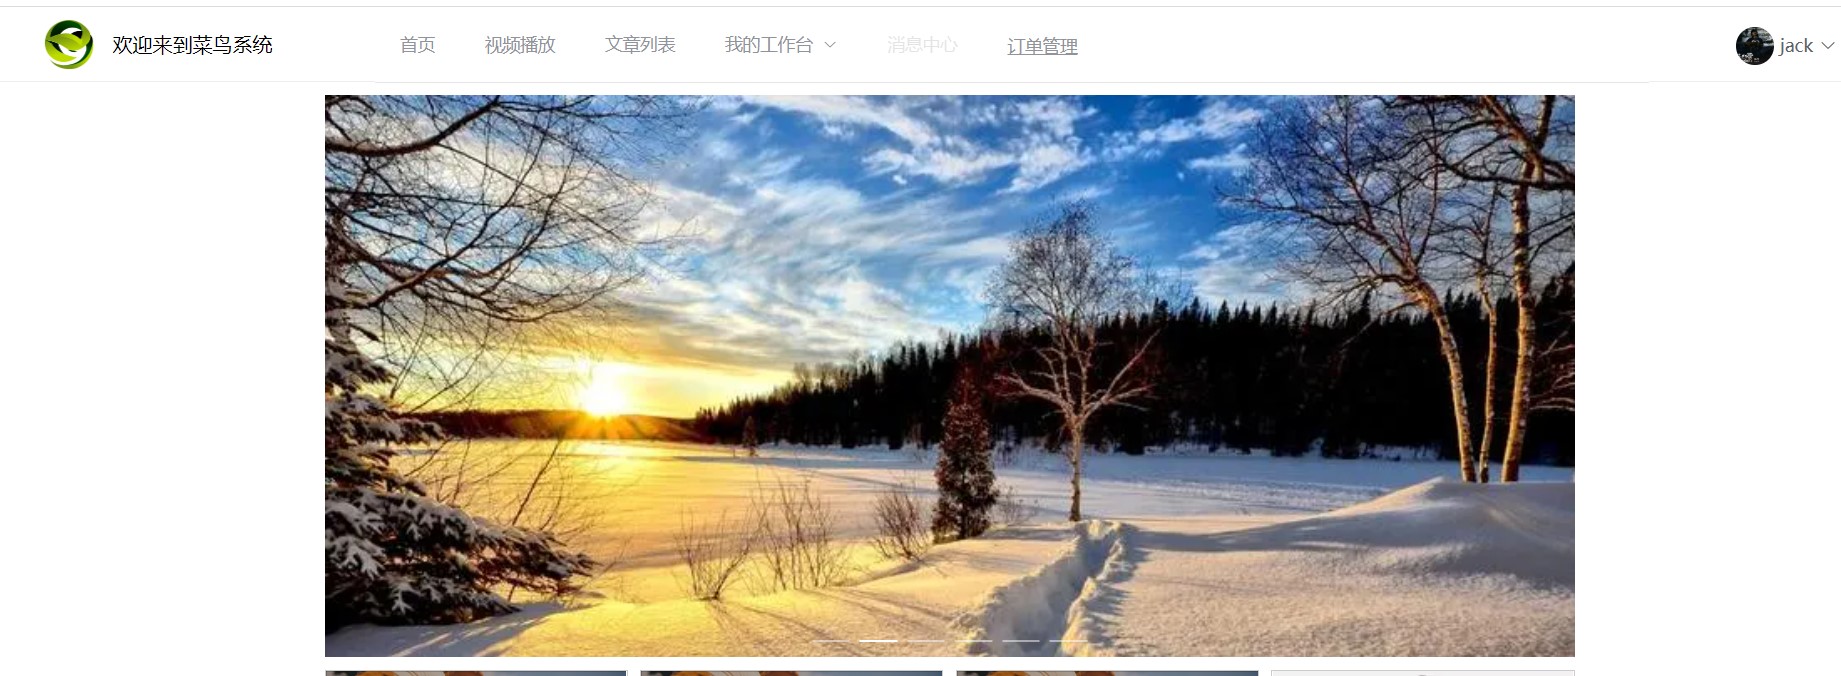 欢迎来到菜鸟系统
首页
视频播放
文章列表
我的工作台
消息中心
订单管理
jack